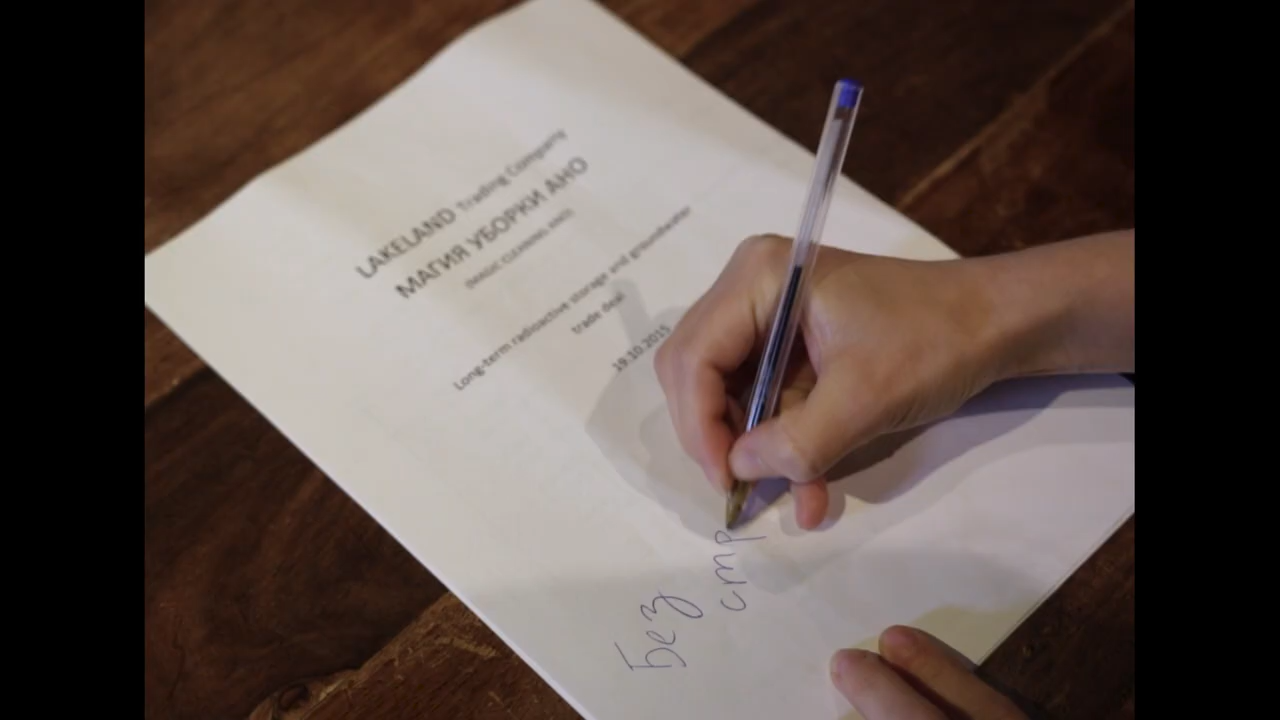 LAKELAND Trading Company
МАГИЯ УБОРКИ АНО
(MAGIC CLEANING ANO)
Long-term radioactive storage and groundwater
trade deal
19.10.2015
Без
стр